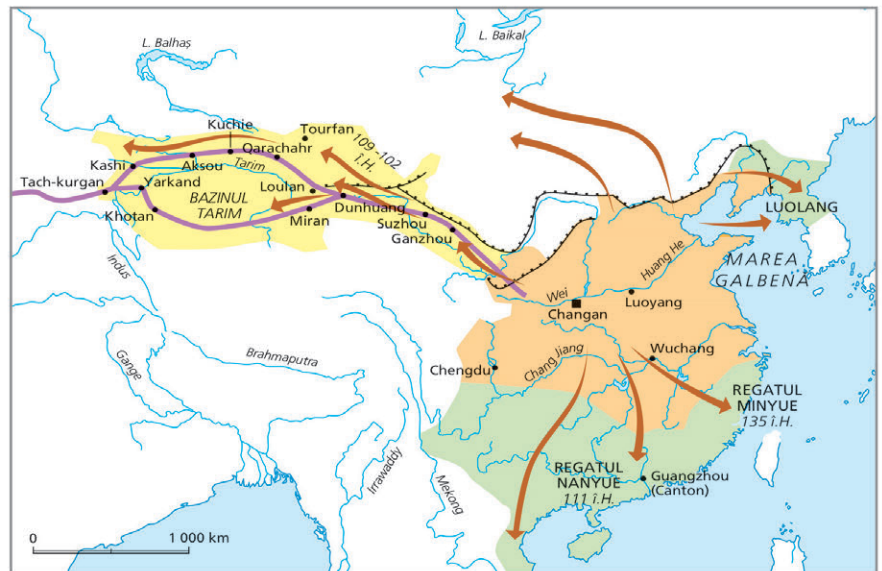 L. Balhaș
L. Baikal
Kuchie
Tourfan
109 -102
î.H.
Kashi
Aksou
Tarim
Qarachahr
Tach-kurgan
Yarkand
BAZINUL
TARIM
Loulan
Dunhuang
Khotan
Miran
Suzhou
Ganzhou
LUOLANG
MAREA
GALBENĂ
Indus
Wei
Huang He
Changan
Luoyang
Gange
Brahmaputra
Chengdu
Chang Jiang
Wuchang
REGATUL
MINYUE
135 î.H.
Irrawaddy
Mekong
REGATUL
NANYUE
111 î.H.
Guangzhou
(Canton)
0 1 000 km